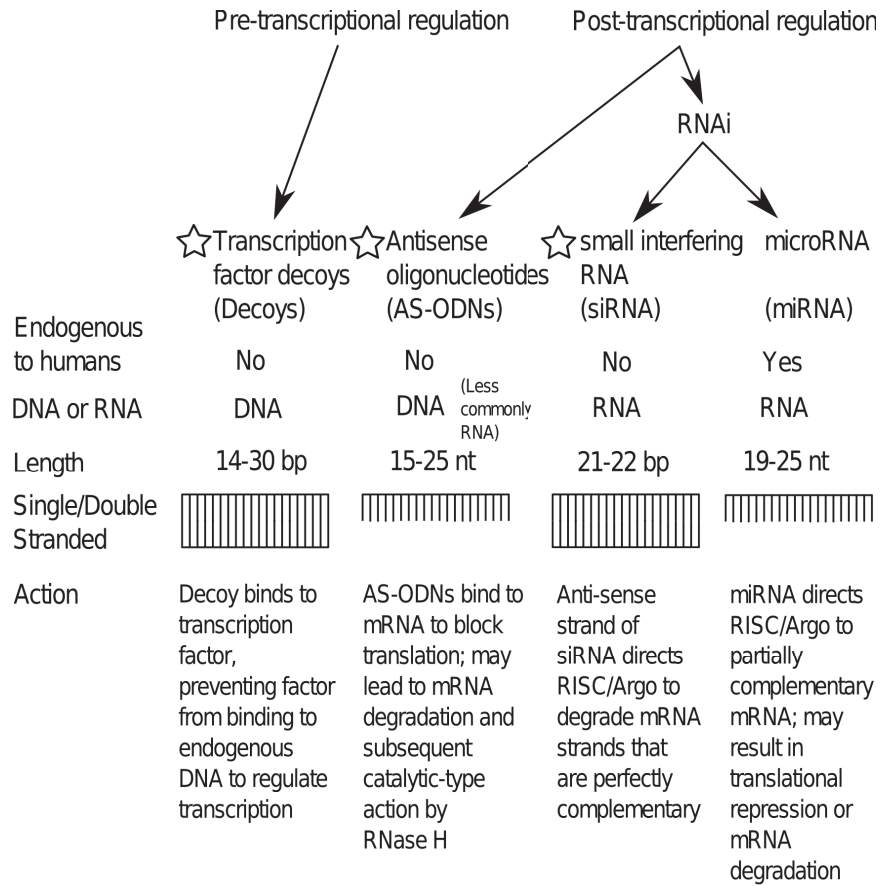 Pre-transcriptional regulation
Post-transcriptional regulation
RNAi
Transcription
factor decoys
(Decoys)
Antisense
oligonucleotides
(AS-ODNs)
small interfering
RNA
(siRNA)
microRNA
(miRNA)
Endogenous
to humans
No
No
No
Yes
DNA or RNA
DNA
DNA
(Less
commonly
RNA)
RNA
RNA
Length
14-30 bp
15-25 nt
21-22 bp
19-25 nt
Single/Double
Stranded
Action
Decoy binds to
transcription
factor,
preventing factor
from binding to
endogenous
DNA to regulate
transcription
AS-ODNs bind to
mRNA to block
translation; may
lead to mRNA
degradation and
subsequent
catalytic-type
action by
RNase H
Anti-sense
strand of
siRNA directs
RISC/Argo to
degrade mRNA
strands that
are perfectly
complementary
miRNA directs
RISC/Argo to
partially
complementary
mRNA; may
result in
translational
repression or
mRNA
degradation